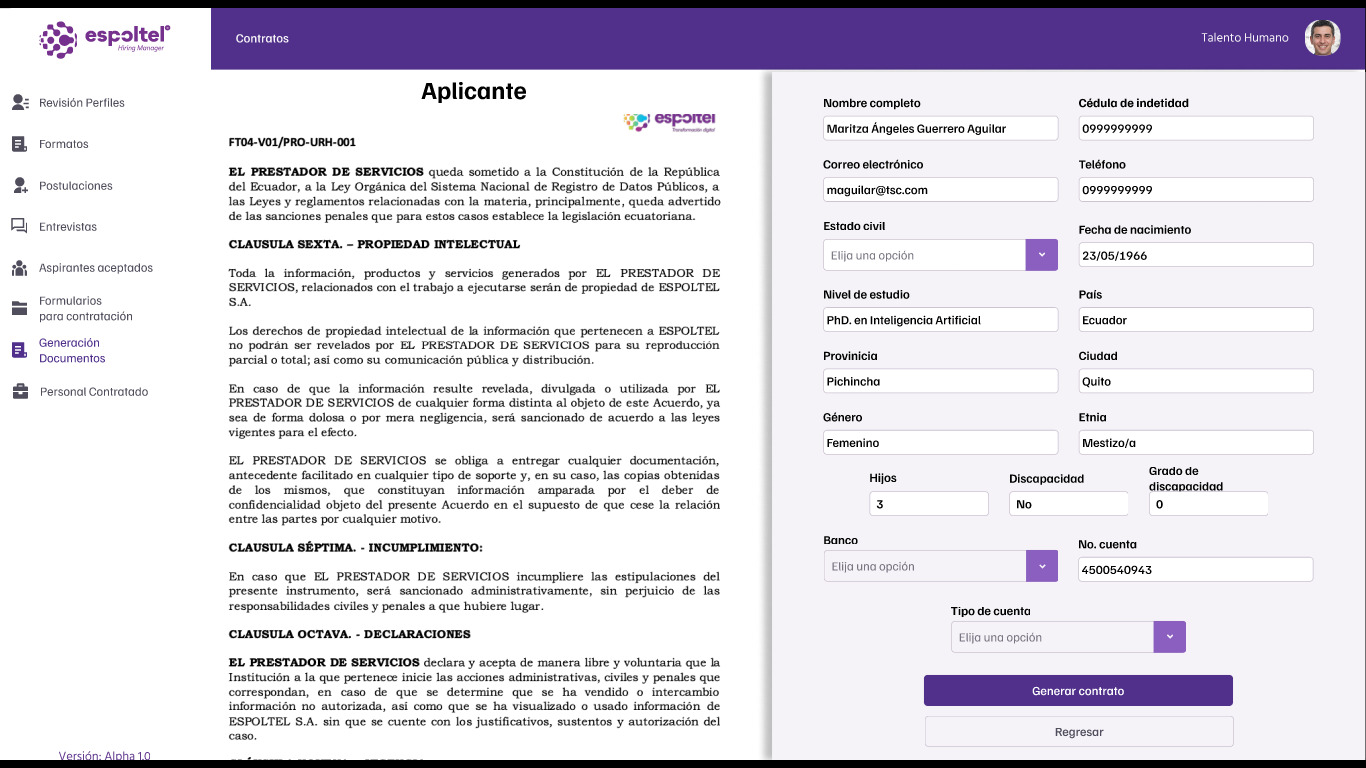 espoltel®
Hiring Manager
Contratos
Talento Humano
Revisión Perfiles
Formatos
Postulaciones
Entrevistas
Aspirantes aceptados
Formularios
para contratación
Generación
Documentos
Personal Contratado
Versión: Alpha 1.0
Aplicante
espoltel
Transformación digital
FT04-V01/PRO-URH-001
EL PRESTADOR DE SERVICIOS queda sometido a la Constitución de la República
del Ecuador, a la Ley Orgánica del Sistema Nacional de Registro de Datos Públicos, a
las Leyes y reglamentos relacionadas con la materia, principalmente, queda advertido
de las sanciones penales que para estos casos establece la legislación ecuatoriana.
CLAUSULA SEXTA. – PROPIEDAD INTELECTUAL
Toda la información, productos y servicios generados por EL PRESTADOR DE
SERVICIOS, relacionados con el trabajo a ejecutarse serán de propiedad de ESPOLTEL
S.A.
Los derechos de propiedad intelectual de la información que pertenecen a ESPOLTEL
no podrán ser revelados por EL PRESTADOR DE SERVICIOS para su reproducción
parcial o total; así como su comunicación pública y distribución.
En caso de que la información resulte revelada, divulgada o utilizada por EL
PRESTADOR DE SERVICIOS de cualquier forma distinta al objeto de este Acuerdo, ya
sea de forma dolosa o por mera negligencia, será sancionado de acuerdo a las leyes
vigentes para el efecto.
EL PRESTADOR DE SERVICIOS se obliga a entregar cualquier documentación,
antecedente facilitado en cualquier tipo de soporte y, en su caso, las copias obtenidas
de los mismos, que constituyan información amparada por el deber de
confidencialidad objeto del presente Acuerdo en el supuesto de que cese la relación
entre las partes por cualquier motivo.
CLAUSULA SÉPTIMA. - INCUMPLIMIENTO:
En caso que EL PRESTADOR DE SERVICIOS incumpliere las estipulaciones del
presente instrumento, será sancionado administrativamente, sin perjuicio de las
responsabilidades civiles y penales a que hubiere lugar.
CLAUSULA OCTAVA. - DECLARACIONES
EL PRESTADOR DE SERVICIOS declara y acepta de manera libre y voluntaria que la
Institución a la que pertenece inicie las acciones administrativas, civiles y penales que
correspondan, en caso de que se determine que se ha vendido o intercambio
información no autorizada, así como que se ha visualizado o usado información de
ESPOLTEL S.A. sin que se cuente con los justificativos, sustentos y autorización del
caso.
Nombre completo
Cédula de indetidad
Maritza Ángeles Guerrero Aguilar
0999999999
Correo electrónico
Teléfono
maguilar@tsc.com
0999999999
Estado civil
Fecha de nacimiento
Elija una opción
23/05/1966
Nivel de estudio
País
PhD. en Inteligencia Artificial
Ecuador
Provinicia
Ciudad
Pichincha
Quito
Género
Etnia
Femenino
Mestizo/a
Hijos
Discapacidad
Grado de
discapacidad
3
No
0
Banco
No. cuenta
Elija una opción
4500540943
Tipo de cuenta
Elija una opción
Generar contrato
Regresar